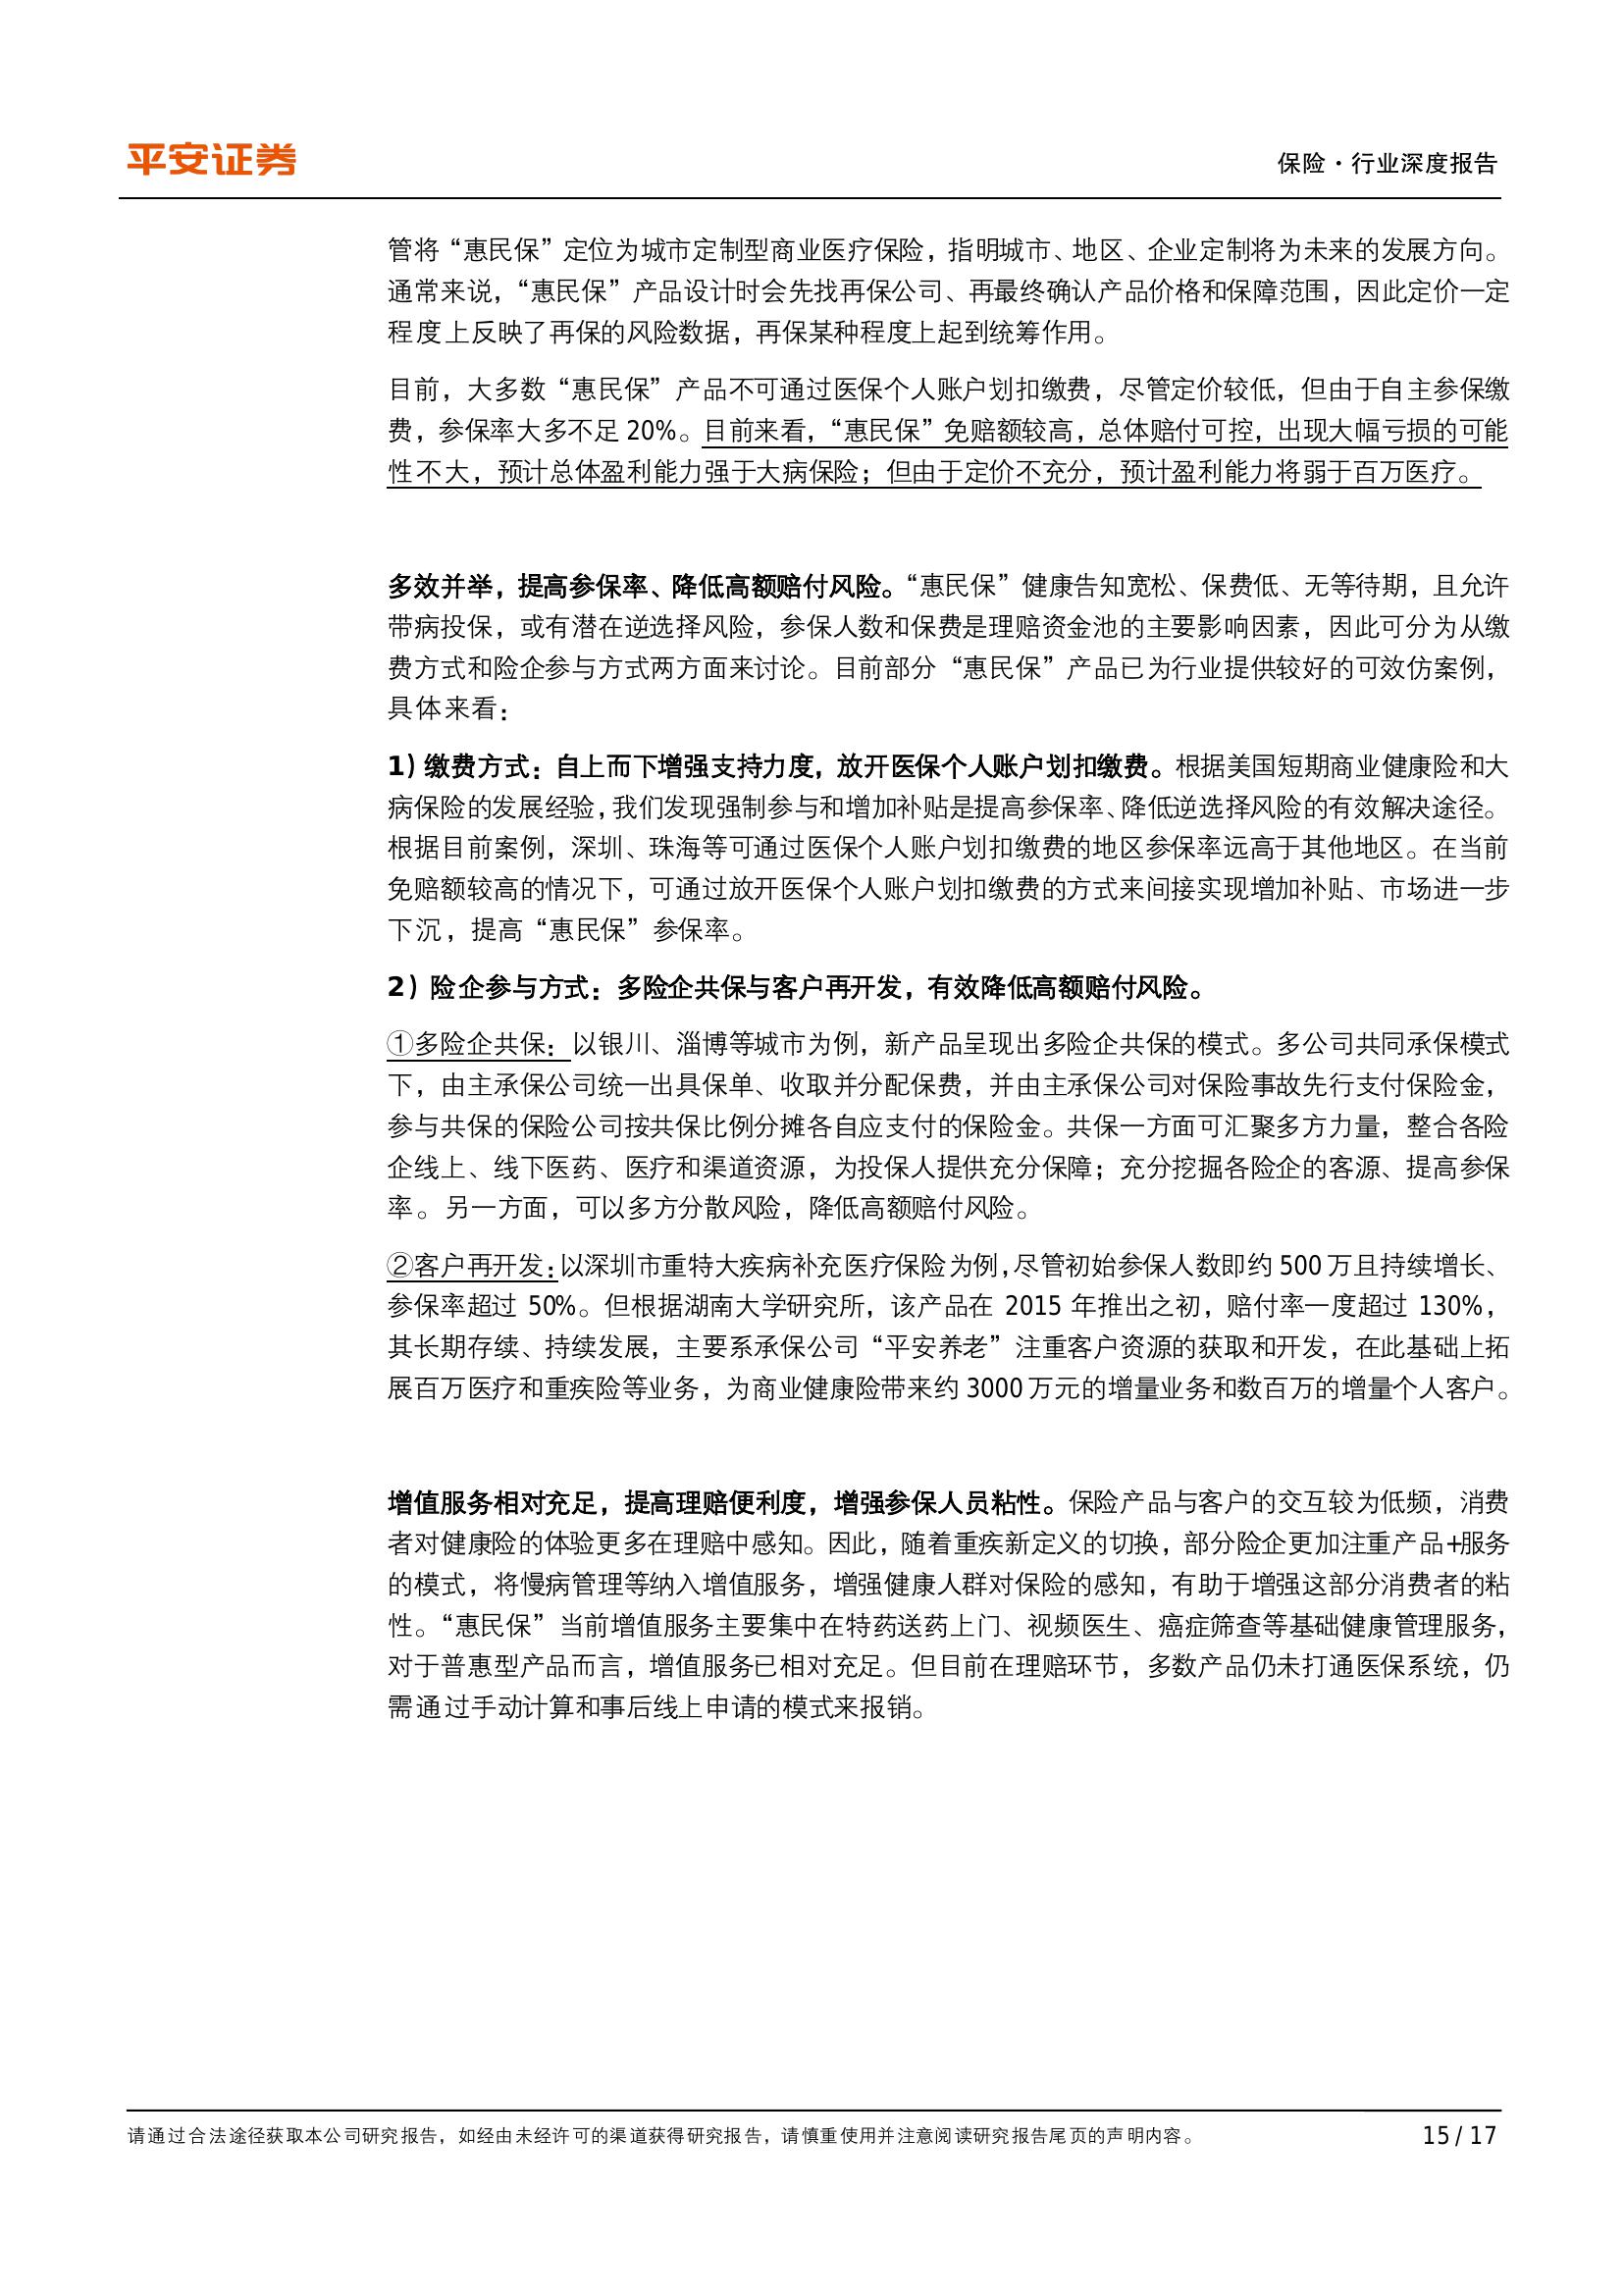 平安证券
保险·行业深度报告
管将“惠民保”定位为城市定制型商业医疗保险，指明城市、地区、企业定制将为未来的发展方向。
通常来说，“惠民保”产品设计时会先找再保公司、再最终确认产品价格和保障范围，因此定价一定
程度上反映了再保的风险数据，再保某种程度上起到统筹作用。
目前，大多数“惠民保”产品不可通过医保个人账户划扣缴费，尽管定价较低，但由于自主参保缴
费，参保率大多不足 20%。目前来看，“惠民保”免赔额较高，总体赔付可控，出现大幅亏损的可能
性不大，预计总体盈利能力强于大病保险；但由于定价不充分，预计盈利能力将弱于百万医疗。
多效并举，提高参保率、降低高额赔付风险。“惠民保”健康告知宽松、保费低、无等待期，且允许
带病投保，或有潜在逆选择风险，参保人数和保费是理赔资金池的主要影响因素，因此可分为从缴
费方式和险企参与方式两方面来讨论。目前部分“惠民保”产品已为行业提供较好的可效仿案例，
具体来看：
1）缴费方式：自上而下增强支持力度，放开医保个人账户划扣缴费。根据美国短期商业健康险和大
病保险的发展经验，我们发现强制参与和增加补贴是提高参保率、降低逆选择风险的有效解决途径。
根据目前案例，深圳、珠海等可通过医保个人账户划扣缴费的地区参保率远高于其他地区。在当前
免赔额较高的情况下，可通过放开医保个人账户划扣缴费的方式来间接实现增加补贴、市场进一步
下沉，提高“惠民保”参保率。
2）险企参与方式：多险企共保与客户再开发，有效降低高额赔付风险。
①多险企共保：以银川、淄博等城市为例，新产品呈现出多险企共保的模式。多公司共同承保模式
下，由主承保公司统一出具保单、收取并分配保费，并由主承保公司对保险事故先行支付保险金，
参与共保的保险公司按共保比例分摊各自应支付的保险金。共保一方面可汇聚多方力量，整合各险
企线上、线下医药、医疗和渠道资源，为投保人提供充分保障；充分挖掘各险企的客源、提高参保
率。另一方面，可以多方分散风险，降低高额赔付风险。
②客户再开发：以深圳市重特大疾病补充医疗保险为例，尽管初始参保人数即约 500 万且持续增长、
参保率超过 50%。但根据湖南大学研究所，该产品在 2015 年推出之初，赔付率一度超过 130%，
其长期存续、持续发展，主要系承保公司“平安养老”注重客户资源的获取和开发，在此基础上拓
展百万医疗和重疾险等业务，为商业健康险带来约 3000 万元的增量业务和数百万的增量个人客户。
增值服务相对充足，提高理赔便利度，增强参保人员粘性。保险产品与客户的交互较为低频，消费
者对健康险的体验更多在理赔中感知。因此，随着重疾新定义的切换，部分险企更加注重产品+服务
的模式，将慢病管理等纳入增值服务，增强健康人群对保险的感知，有助于增强这部分消费者的粘
性。“惠民保”当前增值服务主要集中在特药送药上门、视频医生、癌症筛查等基础健康管理服务，
对于普惠型产品而言，增值服务已相对充足。但目前在理赔环节，多数产品仍未打通医保系统，仍
需通过手动计算和事后线上申请的模式来报销。
请通过合法途径获取本公司研究报告，如经由未经许可的渠道获得研究报告，请慎重使用并注意阅读研究报告尾页的声明内容。
15 / 17